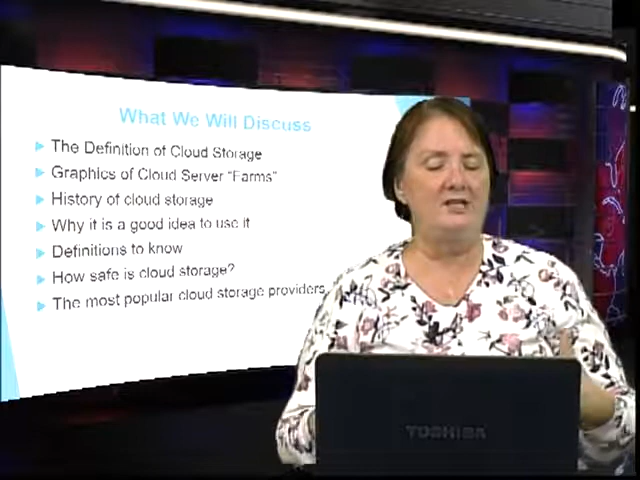 What We Will Discuss
The Definition of Cloud Storage
Graphics of Cloud Server "Farms"
History of cloud storage
Why it is a good idea to use it
Definitions to know
How safe is cloud storage?
The most popular cloud storage providers
TOSHIBA